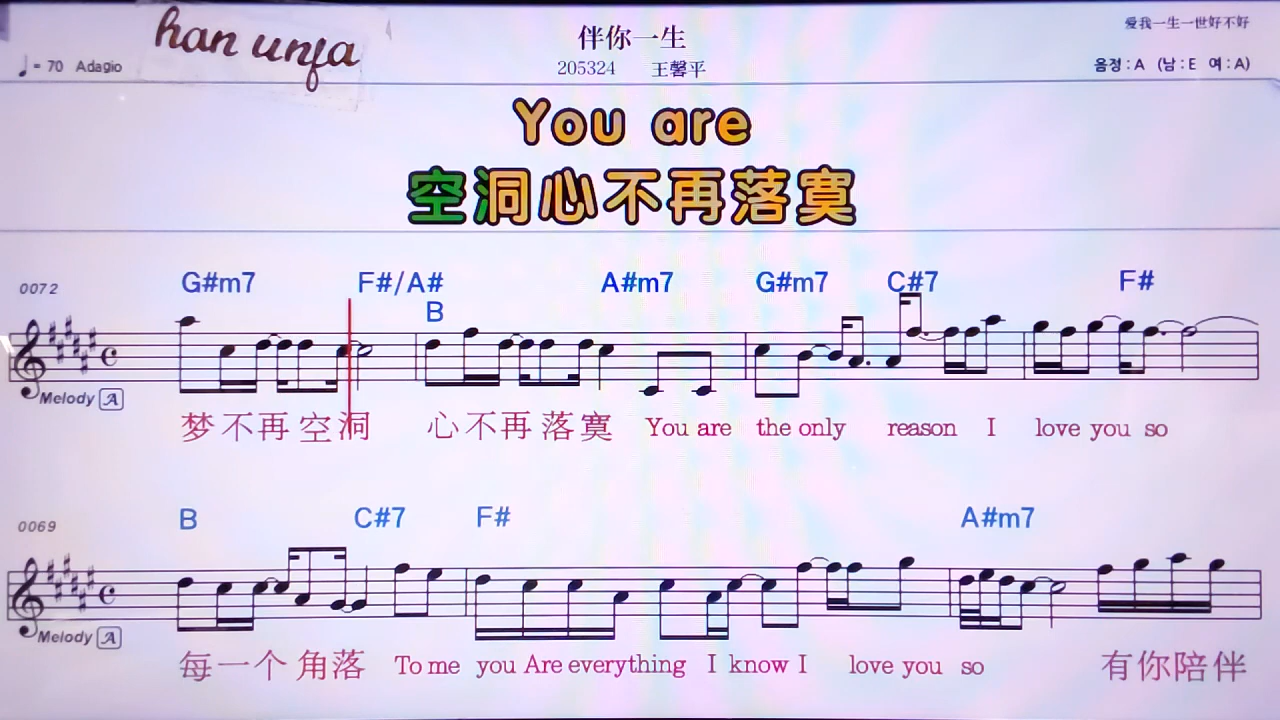 han unfa
伴你一生
爱我一生一世好不好
♩= 70 Adagio
205324 王馨平
음정 : A (남 : E 여 : A)
You are
空洞心不再落寞
0072 G#m7 F#/A# B A#m7 G#m7 C#7 F#
Melody A
梦不再空洞 心不再落寞 You are the only reason I love you so
0069 B C#7 F# A#m7
Melody A
每一个角落 To me you Are everything I know I love you so 有你陪伴